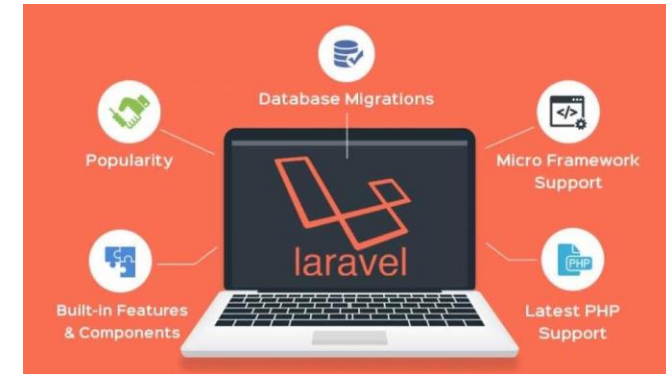 Database Migrations
Popularity
Micro Framework
Support
</>
laravel
PHP
Built-in Features
& Components
Latest PHP
Support